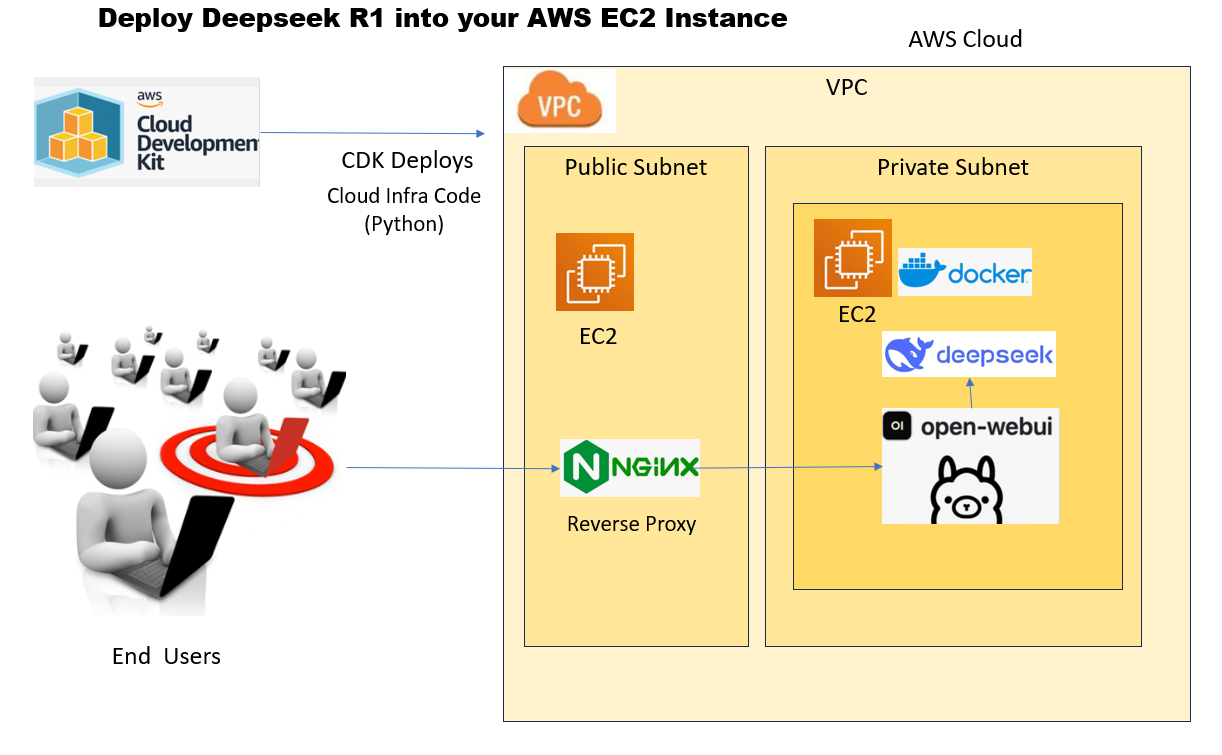 Deploy Deepseek R1 into your AWS EC2 Instance
AWS Cloud
aws
Cloud
Development
Kit
CDK Deploys
Cloud Infra Code
(Python)
VPC
VPC
Public Subnet
EC2
NGINX
Reverse Proxy
Private Subnet
EC2
docker
deepseek
OI open-webui
End Users